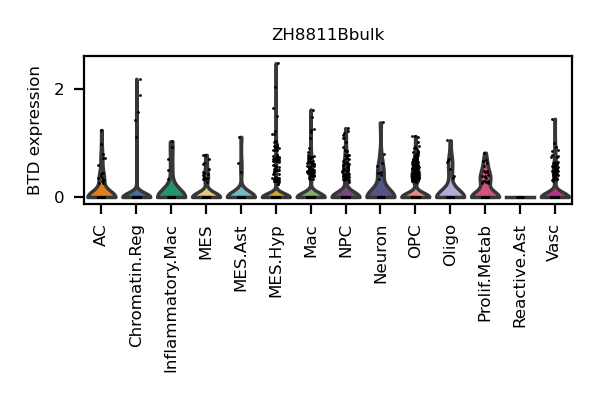 ZH8811Bbulk
BTD expression
2
0
AC
Chromatin.Reg
Inflammatory.Mac
MES
MES.Ast
MES.Hyp
Mac
NPC
Neuron
OPC
Oligo
Prolif.Metab
Reactive.Ast
Vasc